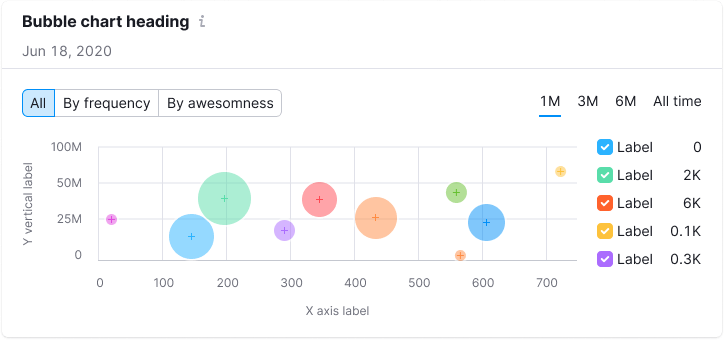 Bubble chart heading
Jun 18, 2020
All By frequency By awesomness
1M 3M 6M All time
Y vertical label
100M
50M
25M
0
0 100 200 300 400 500 600 700
X axis label
Label 0
Label 2K
Label 6K
Label 0.1K
Label 0.3K